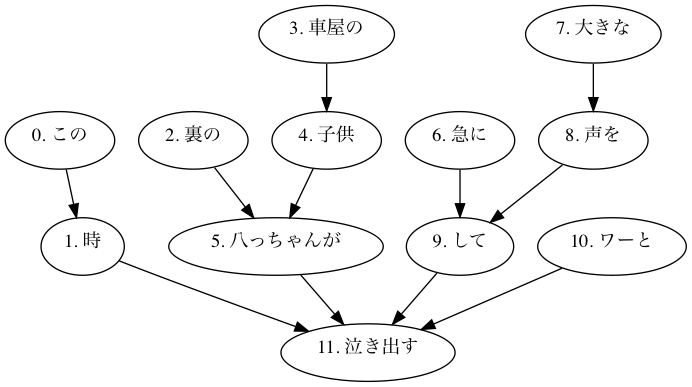 3. 車屋の
7. 大きな
0. この
2. 裏の
4. 子供
6. 急に
8. 声を
1. 時
5. 八っちゃんが
9. して
10. ワーと
11. 泣き出す